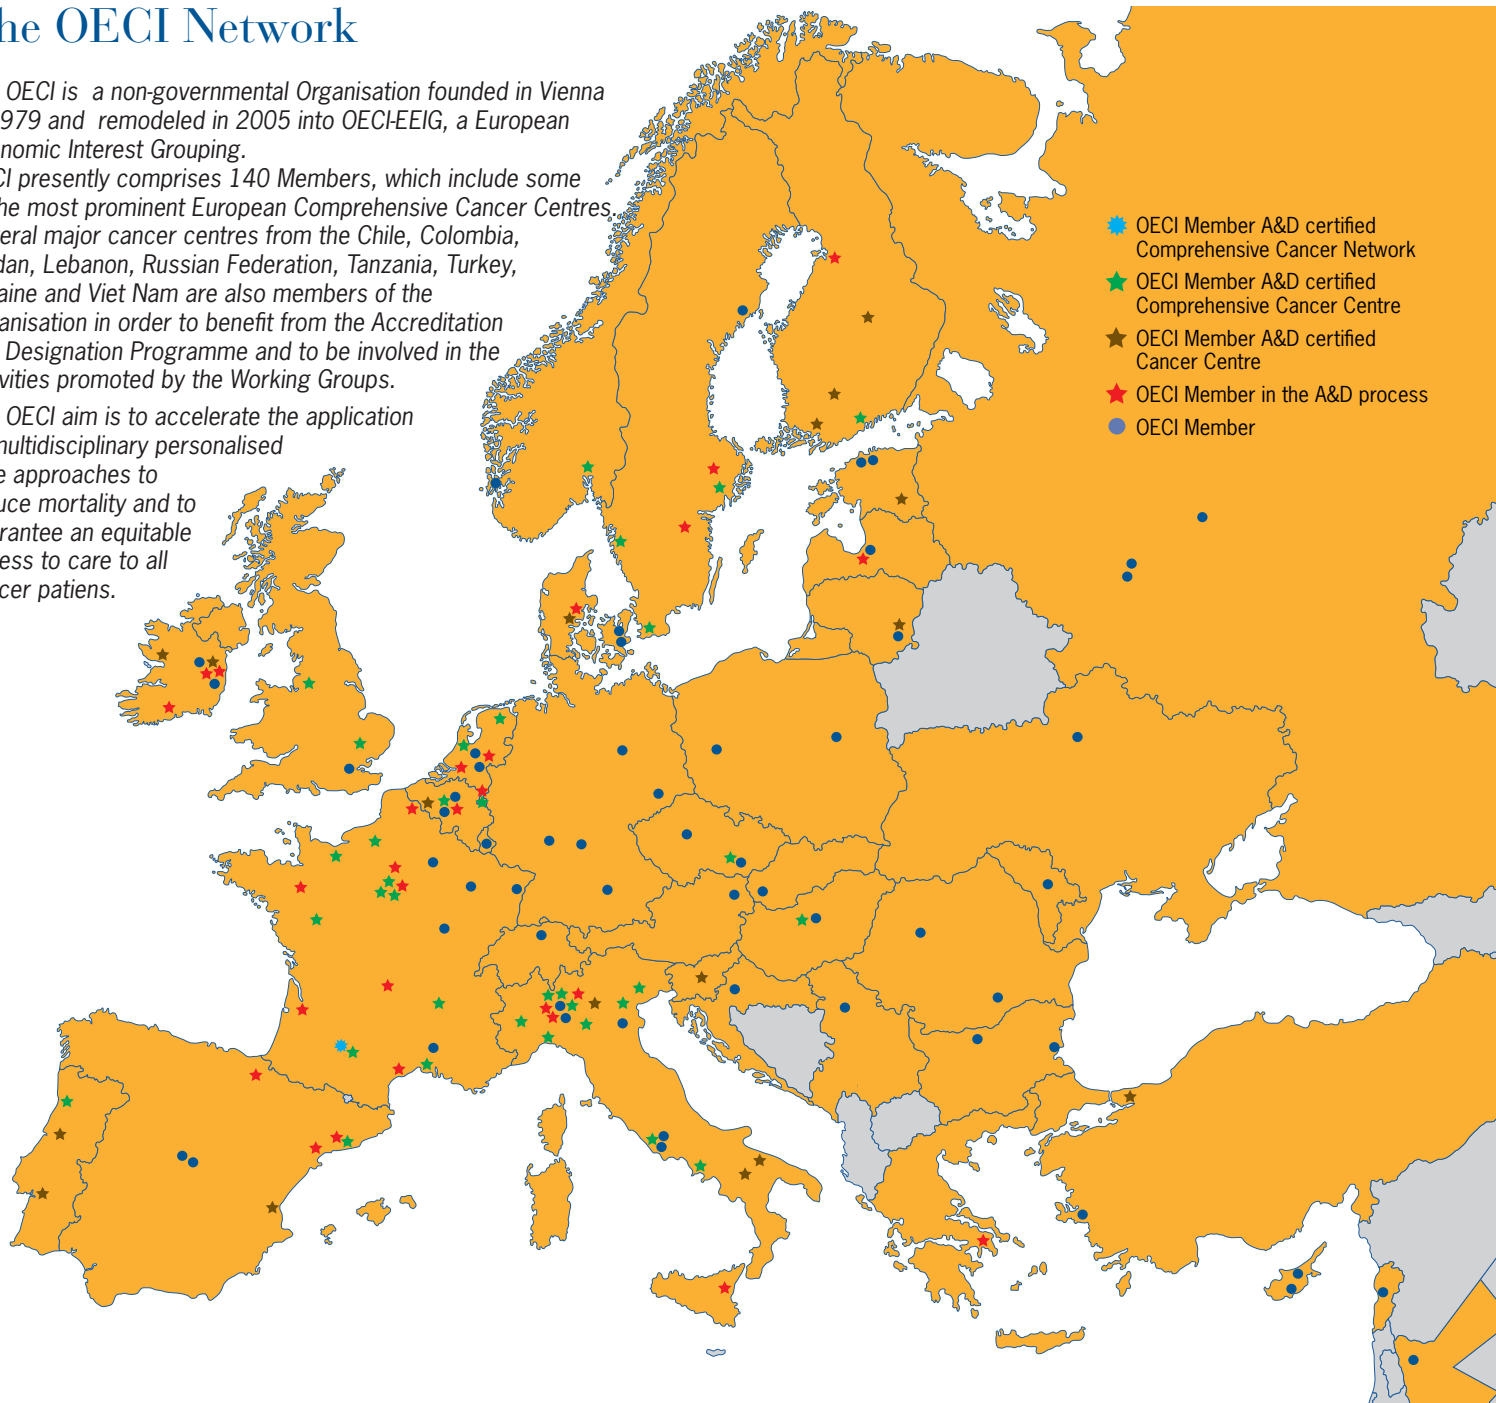 he OECI Network
OECI is a non-governmental Organisation founded in Vienna
979 and remodeled in 2005 into OECI-EEIG, a European
nomic Interest Grouping.
CI presently comprises 140 Members, which include some
he most prominent European Comprehensive Cancer Centres.
eral major cancer centres from the Chile, Colombia,
dan, Lebanon, Russian Federation, Tanzania, Turkey,
aine and Viet Nam are also members of the
anisation in order to benefit from the Accreditation
Designation Programme and to be involved in the
vities promoted by the Working Groups.
OECI aim is to accelerate the application
multidisciplinary personalised
e approaches to
uce mortality and to
rantee an equitable
ess to care to all
cer patiens.
OECI Member A&D certified
Comprehensive Cancer Network
OECI Member A&D certified
Comprehensive Cancer Centre
OECI Member A&D certified
Cancer Centre
OECI Member in the A&D process
OECI Member